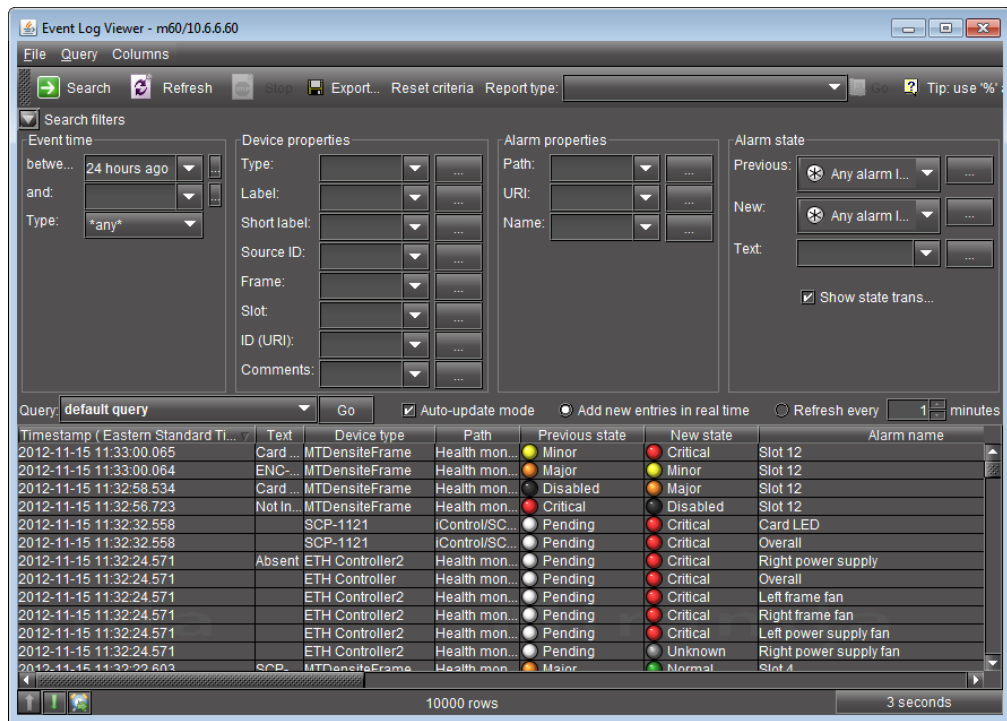 Event Log Viewer - m60/10.6.6.60
File Query Columns
Search Refresh Stop Export... Reset criteria Report type: Go Tip: use '%'
Search filters
Event time Device properties Alarm properties Alarm state
betwe... 24 hours ago ... Type: ... Path: ... Previous: Any alarm l... ...
and: ... Label: ... URI: ... New: Any alarm l... ...
Type: *any* Short label: ... Name: ... Text: ...
Source ID: ...
Frame: ... Show state trans...
Slot: ...
ID (URI): ...
Comments: ...
Query: default query Go Auto-update mode Add new entries in real time Refresh every 1 minutes
Timestamp ( Eastern Standard Ti... Text Device type Path Previous state New state Alarm name
2012-11-15 11:33:00.065 Card ... MTDensiteFrame Health mon... Minor Critical Slot 12
2012-11-15 11:33:00.064 ENC-... MTDensiteFrame Health mon... Major Minor Slot 12
2012-11-15 11:32:58.534 Card ... MTDensiteFrame Health mon... Disabled Major Slot 12
2012-11-15 11:32:56.723 Not In... MTDensiteFrame Health mon... Critical Disabled Slot 12
2012-11-15 11:32:32.558 SCP-1121 iControl/SC... Pending Critical Card LED
2012-11-15 11:32:32.558 SCP-1121 iControl/SC... Pending Critical Overall
2012-11-15 11:32:24.571 Absent ETH Controller2 Health mon... Pending Critical Right power supply
2012-11-15 11:32:24.571 ETH Controller Health mon... Pending Critical Overall
2012-11-15 11:32:24.571 ETH Controller2 Health mon... Pending Critical Left frame fan
2012-11-15 11:32:24.571 ETH Controller2 Health mon... Pending Critical Right frame fan
2012-11-15 11:32:24.571 ETH Controller2 Health mon... Pending Critical Left power supply fan
2012-11-15 11:32:24.571 ETH Controller2 Health mon... Pending Unknown Right power supply fan
2012-11-15 11:32:22.603 SCP-... MTDensiteFrame Health mon... Major Normal Slot 4
10000 rows 3 seconds